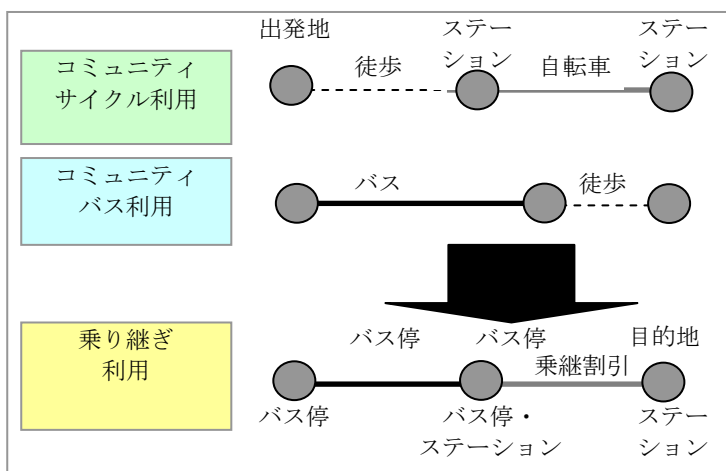 出発地
ステー
ション
ステー
ション
コミュニティ
サイクル利用
徒歩
自転車
コミュニティ
バス利用
バス
徒歩
乗り継ぎ
利用
バス停
バス停
目的地
乗継割引
バス停
バス停・
ステーション
ステー
ション